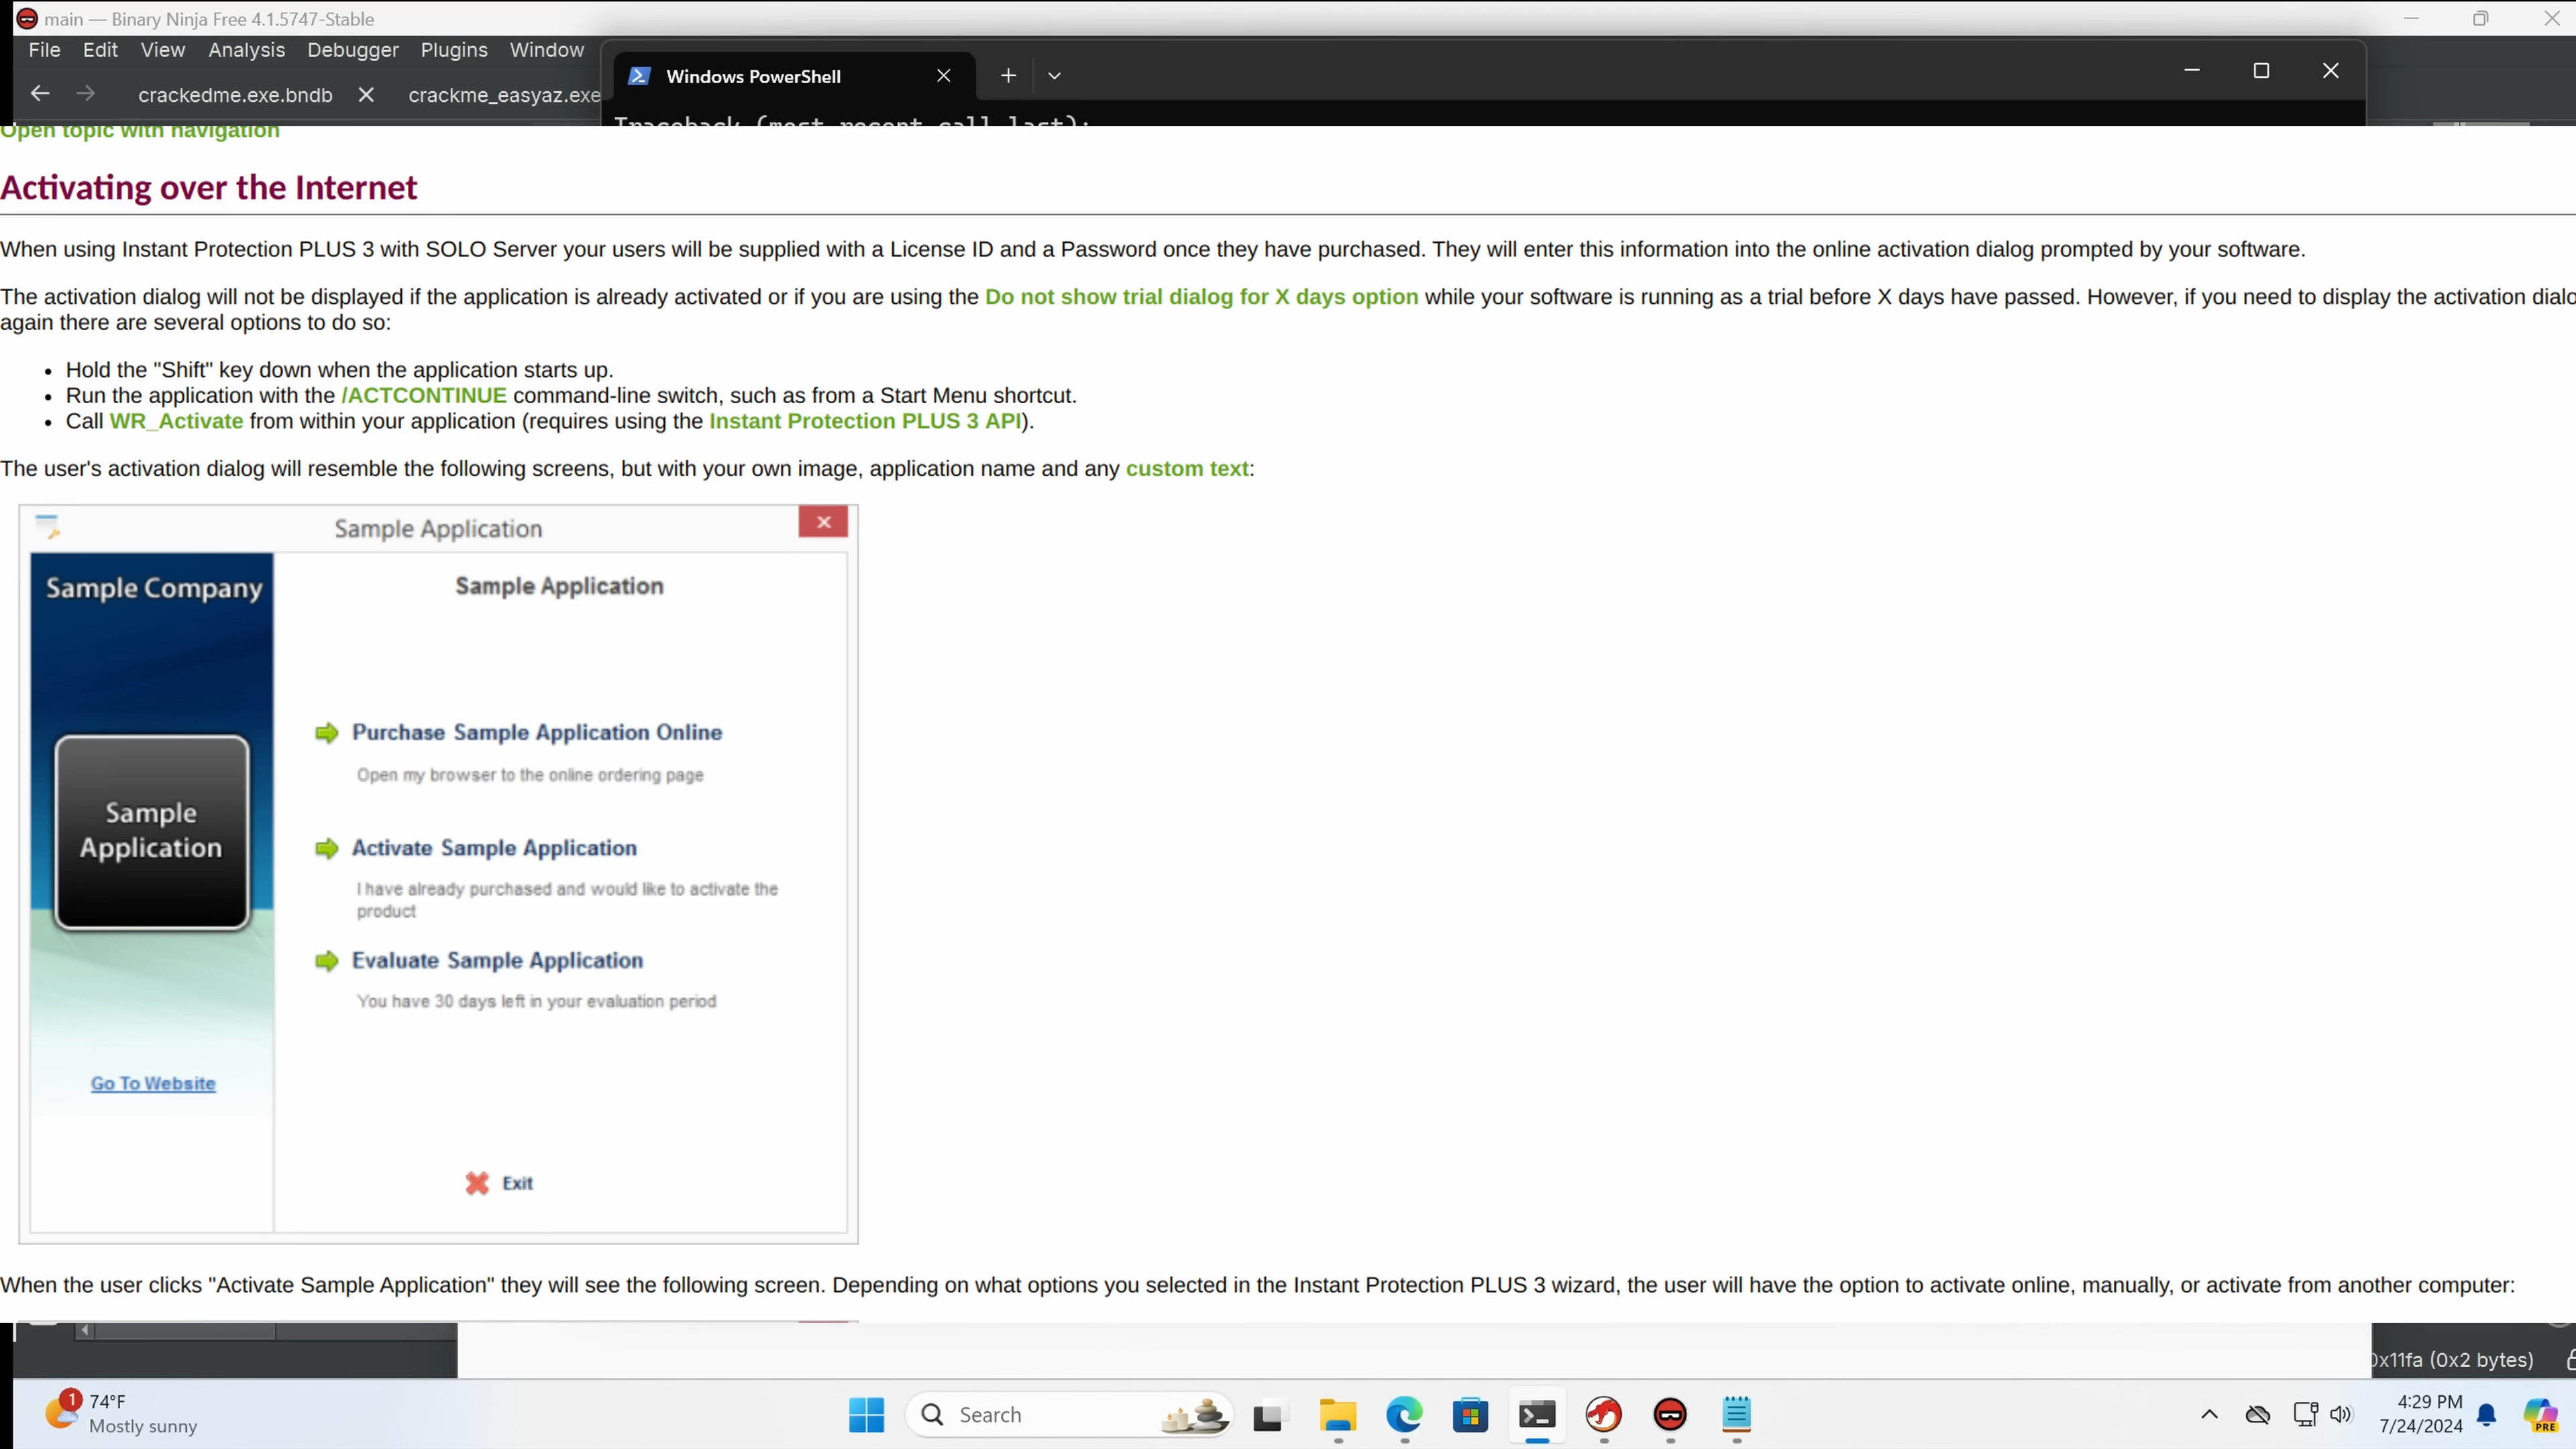 main — Binary Ninja Free 4.1.5747-Stable
File Edit View Analysis Debugger Plugins Window
Windows PowerShell
crackedme.exe.bndb
crackme_easyaz.exe
Traceback (most recent call last):
Open topic with navigation
Activating over the Internet
When using Instant Protection PLUS 3 with SOLO Server your users will be supplied with a License ID and a Password once they have purchased. They will enter this information into the online activation dialog prompted by your software.
The activation dialog will not be displayed if the application is already activated or if you are using the Do not show trial dialog for X days option while your software is running as a trial before X days have passed. However, if you need to display the activation dialo
again there are several options to do so:
• Hold the "Shift" key down when the application starts up.
• Run the application with the /ACTCONTINUE command-line switch, such as from a Start Menu shortcut.
• Call WR_Activate from within your application (requires using the Instant Protection PLUS 3 API).
The user's activation dialog will resemble the following screens, but with your own image, application name and any custom text:
Sample Application
Sample Company
Sample Application
Purchase Sample Application Online
Open my browser to the online ordering page
Sample
Application
Activate Sample Application
I have already purchased and would like to activate the
product
Evaluate Sample Application
You have 30 days left in your evaluation period
Go To Website
Exit
When the user clicks "Activate Sample Application" they will see the following screen. Depending on what options you selected in the Instant Protection PLUS 3 wizard, the user will have the option to activate online, manually, or activate from another computer:
0x11fa (0x2 bytes)
1
74°F
Mostly sunny
Search
4:29 PM
7/24/2024
PRE